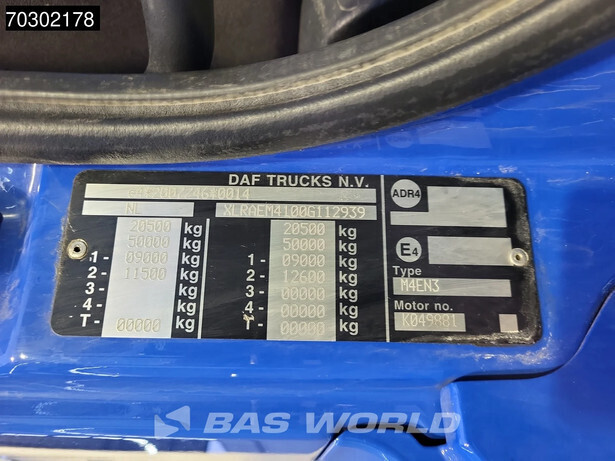 70302178
DAF TRUCKS N.V.
NL XLRAEM4100G112939
20500 kg 20500 kg
50000 kg 50000 kg
1- 09000 kg 1- 09000 kg
2- 11500 kg 2- 12600 kg
3- kg 3- 00000 kg
4- kg 4- 00000 kg
T- 00000 kg T- 00000 kg
ADR4
E4
Type
M4EN3
Motor no.
K049881
BAS WORLD